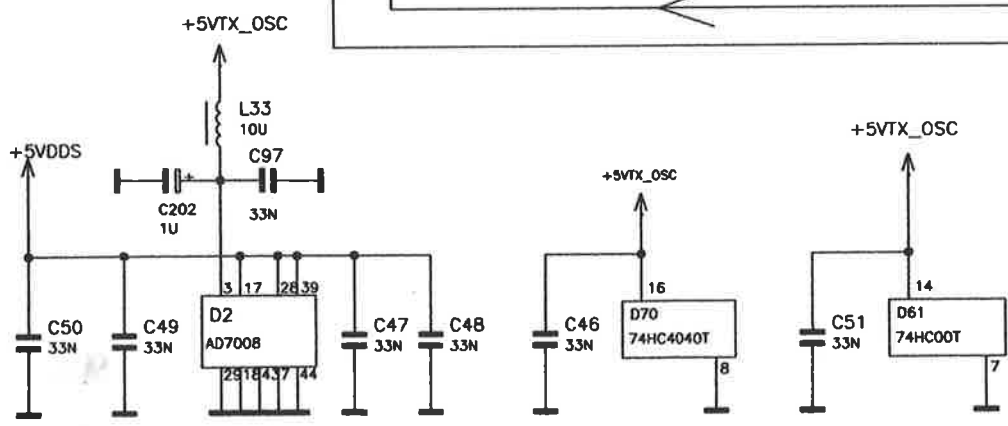 +5VTX_OSC
L33
10U
+5VDDS
C97
+
C202
1U
33N
3 17 28 39
D2
AD7008
29 18 43 7 44
C50
33N
C49
33N
C47
33N
C48
33N
+5VTX_OSC
16
C46
33N
D70
74HC4040T
8
+5VTX_OSC
14
C51
33N
D61
74HC00T
7